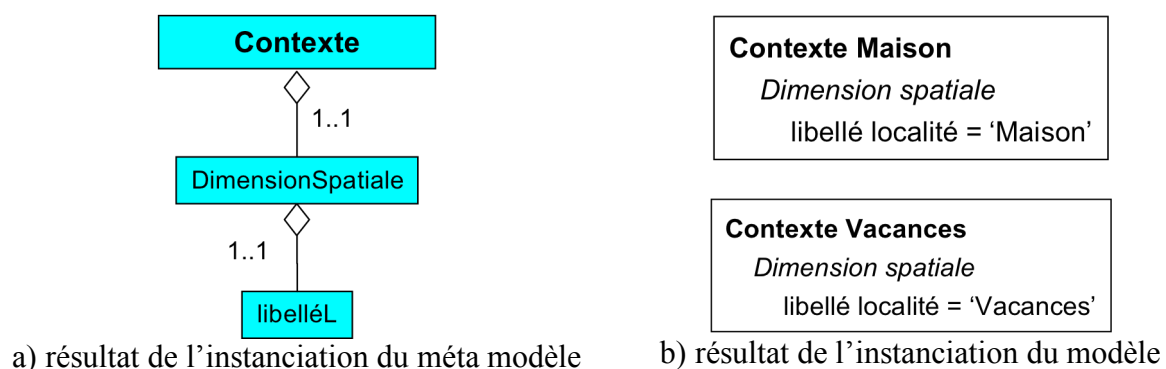 Contexte
1..1
DimensionSpatiale
1..1
libelléL
a) résultat de l’instanciation du méta modèle
Contexte Maison
Dimension spatiale
libellé localité = ‘Maison’
Contexte Vacances
Dimension spatiale
libellé localité = ‘Vacances’
b) résultat de l’instanciation du modèle